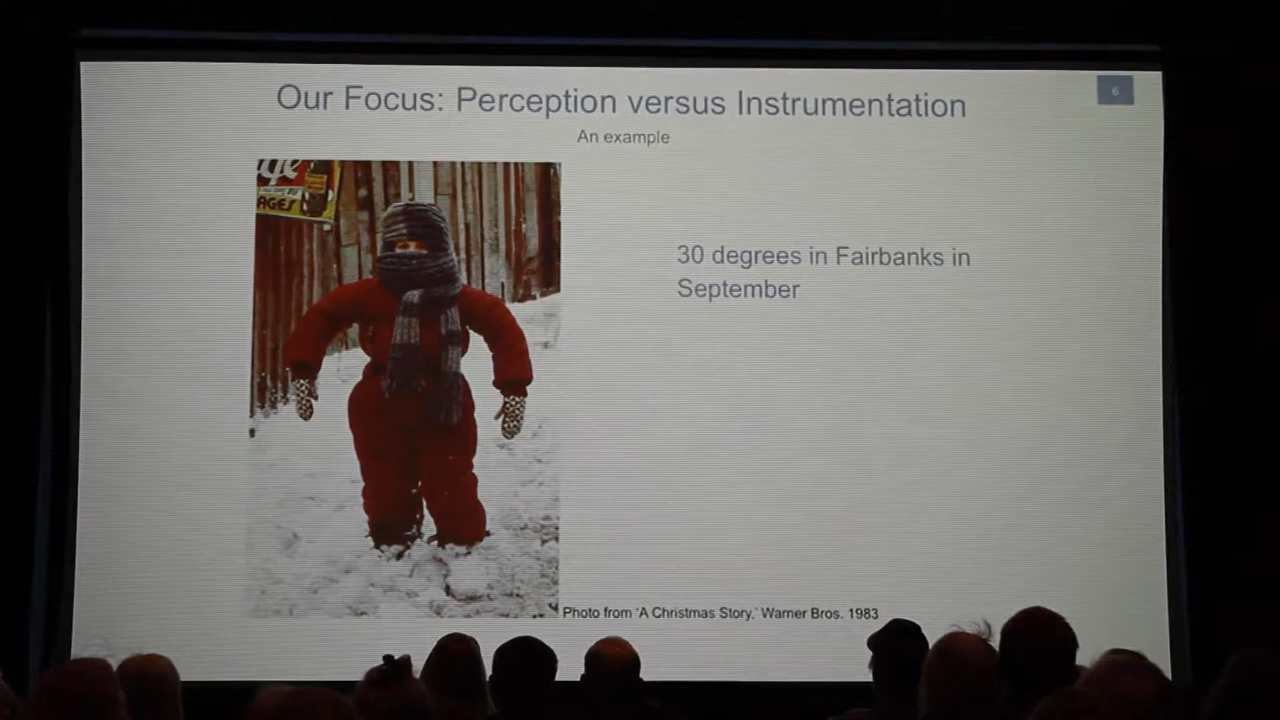 Our Focus: Perception versus Instrumentation
6
An example
AGES
30 degrees in Fairbanks in
September
Photo from 'A Christmas Story,' Warner Bros. 1983